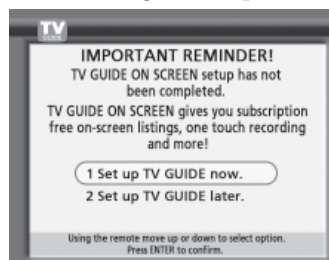 TV
GUIDE
IMPORTANT REMINDER!
TV GUIDE ON SCREEN setup has not
been completed.
TV GUIDE ON SCREEN gives you subscription
free on-screen listings, one touch recording
and more!
1 Set up TV GUIDE now.
2 Set up TV GUIDE later.
Using the remote move up or down to select option.
Press ENTER to confirm.